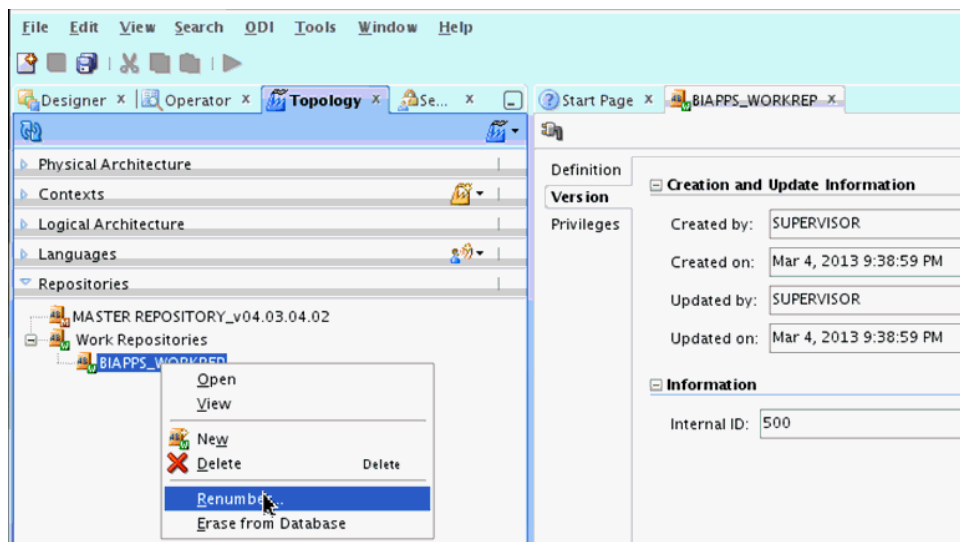 File Edit View Search ODI Tools Window Help
Designer x Operator x Topology x Se... x
Start Page x BIAPPS_WORKREP x
Physical Architecture
Contexts
Logical Architecture
Languages
Repositories
MASTER REPOSITORY_v04.03.04.02
Work Repositories
BIAPPS_WORKREP
Open
View
New
Delete Delete
Renumber...
Erase from Database
Definition
Version
Privileges
Creation and Update Information
Created by: SUPERVISOR
Created on: Mar 4, 2013 9:38:59 PM
Updated by: SUPERVISOR
Updated on: Mar 4, 2013 9:38:59 PM
Information
Internal ID: 500